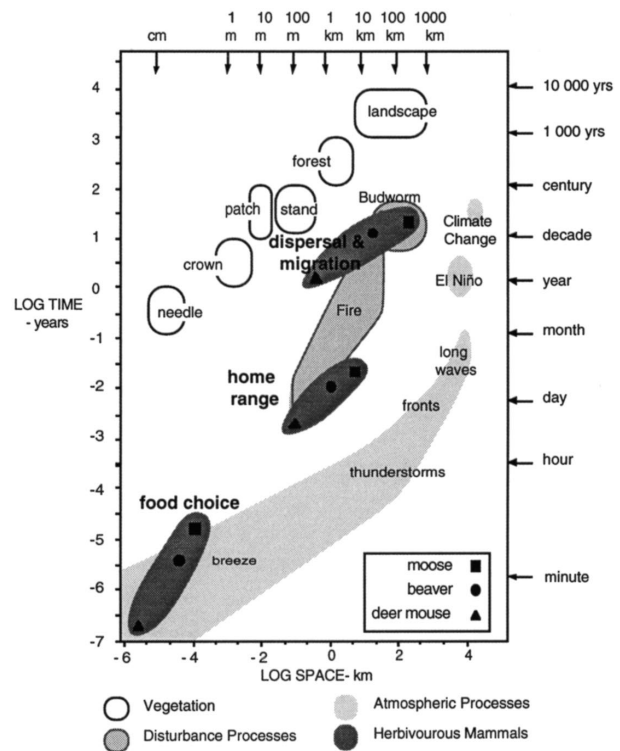 1 10 100 1 10 100 1000
cm m m m km km km km
4
3
2
1
0
-1
-2
-3
-4
-5
-6
-7
LOG TIME
- years
10 000 yrs
1 000 yrs
century
decade
year
month
day
hour
minute
landscape
forest
Budworm
patch
stand
Climate
Change
dispersal &
migration
crown
El Niño
needle
Fire
long
waves
home
range
fronts
thunderstorms
food choice
breeze
moose
beaver
deer mouse
-6 -4 -2 0 2 4
LOG SPACE- km
Vegetation
Atmospheric Processes
Disturbance Processes
Herbivourous Mammals